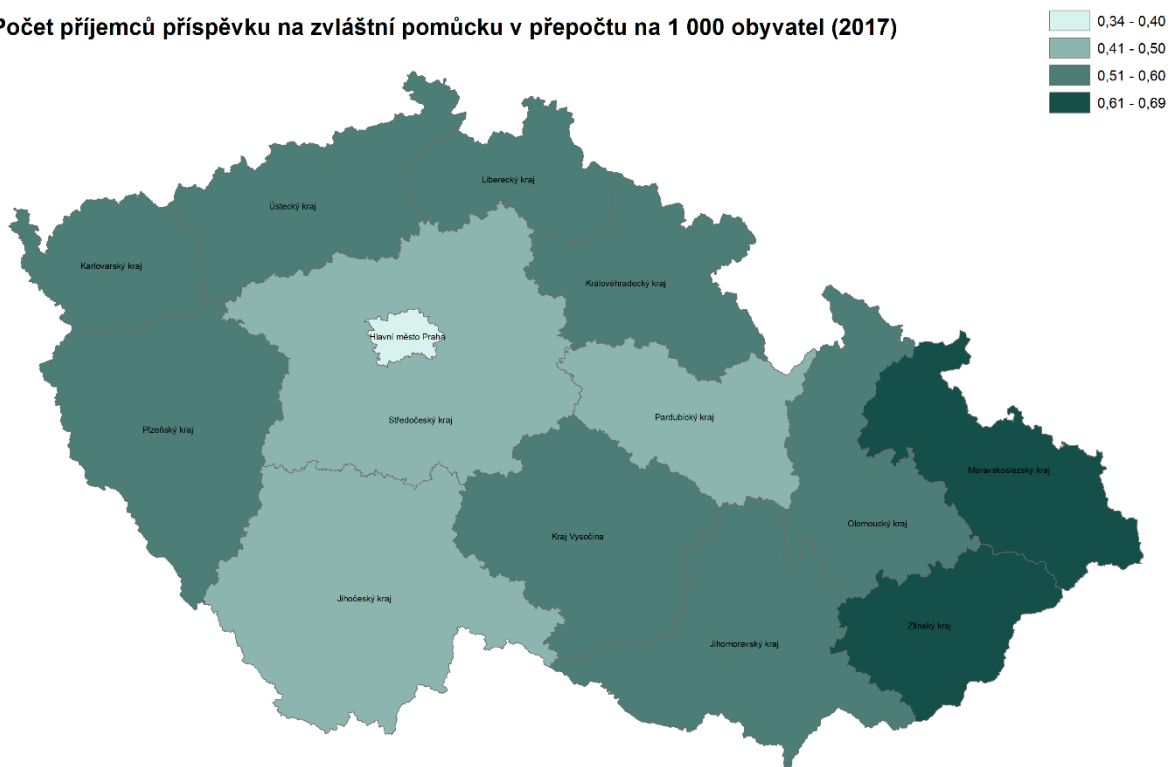 Počet příjemců příspěvku na zvláštní pomůcku v přepočtu na 1 000 obyvatel (2017)
0,34 - 0,40
0,41 - 0,50
0,51 - 0,60
0,61 - 0,69
Liberecký kraj
Ústecký kraj
Karlovarský kraj
Královéhradecký kraj
Hlavní město Praha
Středočeský kraj
Pardubický kraj
Plzeňský kraj
Moravskoslezský kraj
Olomoucký kraj
Kraj Vysočina
Jihočeský kraj
Zlínský kraj
Jihomoravský kraj